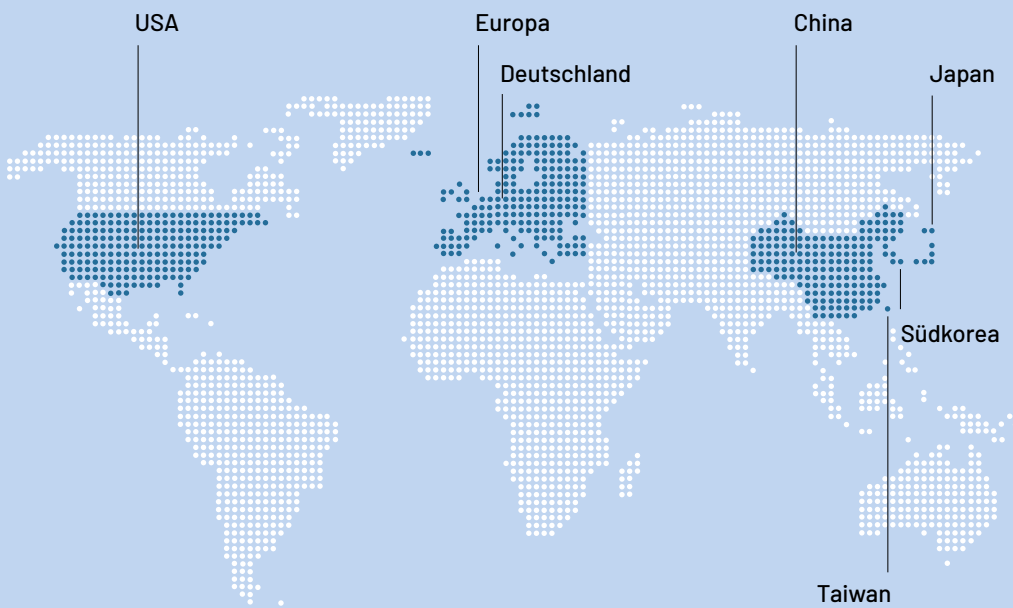 USA
Europa
China
Deutschland
Japan
Südkorea
Taiwan